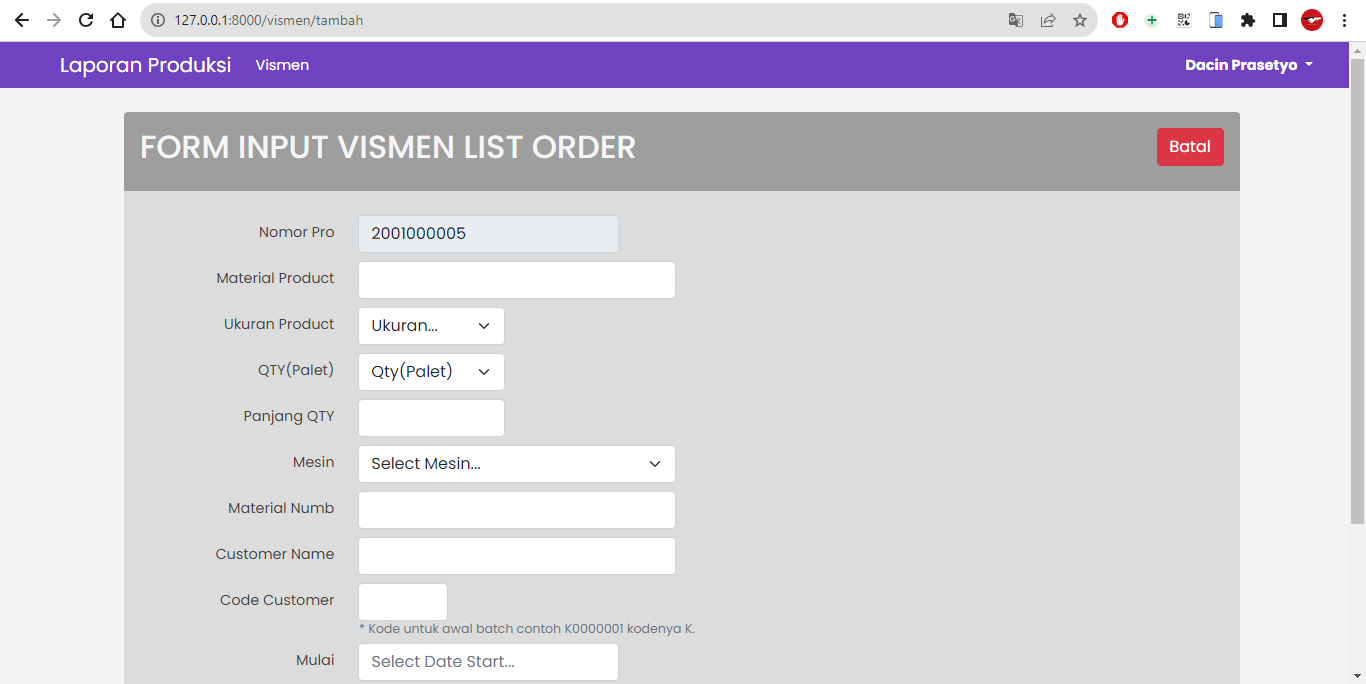 127.0.0.1:8000/vismen/tambah
Laporan Produksi Vismen Dacin Prasetyo
FORM INPUT VISMEN LIST ORDER Batal
Nomor Pro 2001000005
Material Product
Ukuran Product Ukuran...
QTY(Palet) Qty(Palet)
Panjang QTY
Mesin Select Mesin...
Material Numb
Customer Name
Code Customer
* Kode untuk awal batch contoh K0000001 kodenya K.
Mulai Select Date Start...